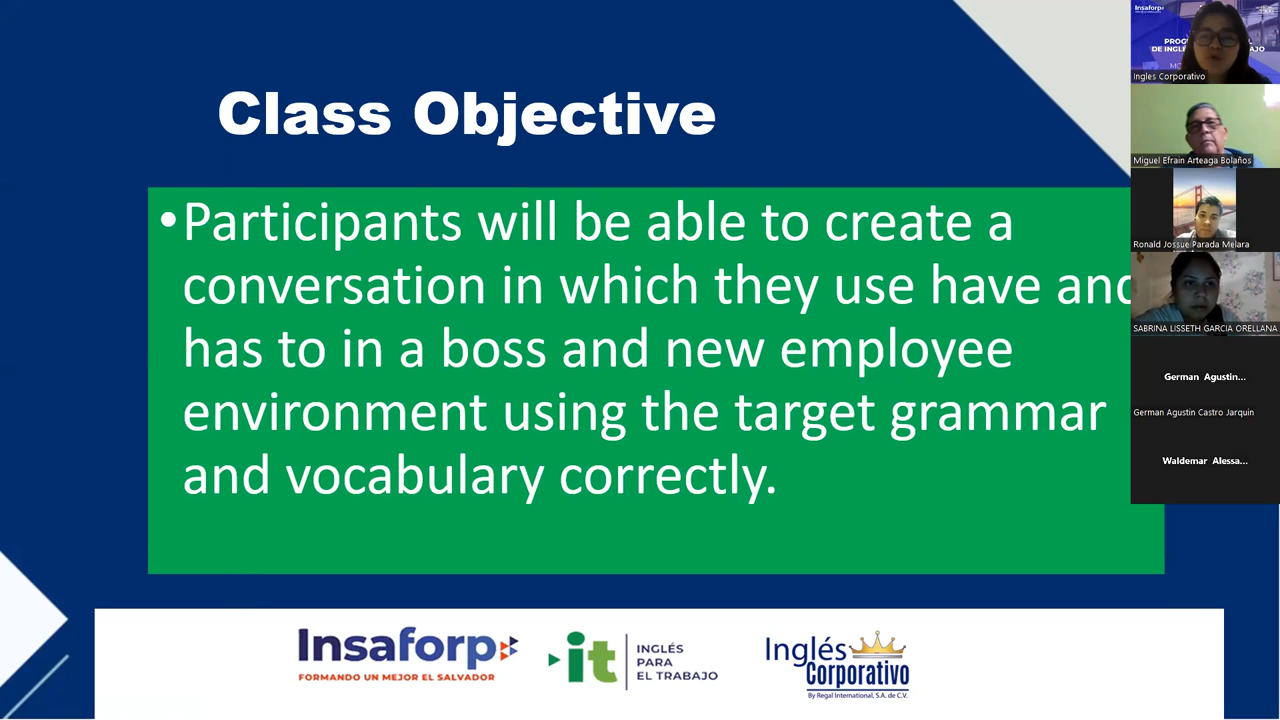 Class Objective
•Participants will be able to create a
conversation in which they use have and
has to in a boss and new employee
environment using the target grammar
and vocabulary correctly.
Insaforp
FORMANDO UN MEJOR EL SALVADOR
it
INGLÉS
PARA
EL TRABAJO
Inglés
Corporativo
By Regal International, S.A. de C.V.
Insaforp
Ingles Corporativo
Miguel Efrain Arteaga Bolaños
Ronald Jossue Parada Melara
SABRINA LISSETH GARCIA ORELLANA
German Agustin...
German Agustin Castro Jarquin
Waldemar Alessa...